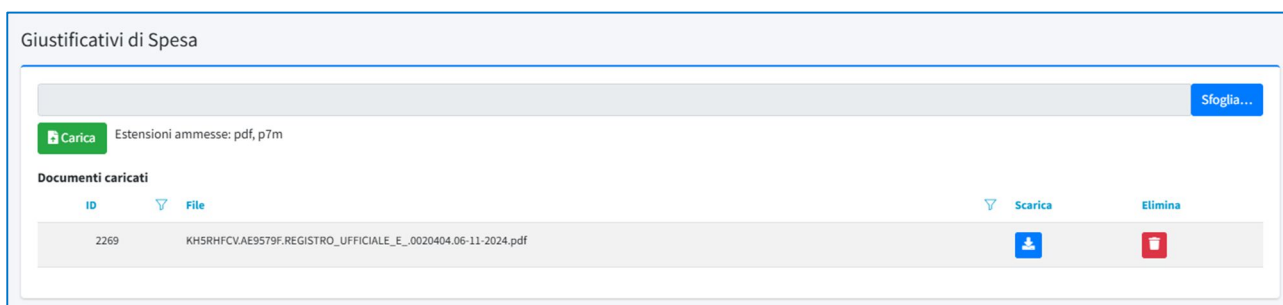 Giustificativi di Spesa
Sfoglia...
Carica Estensioni ammesse: pdf, p7m
Documenti caricati
ID File Scarica Elimina
2269 KH5RHFCV.AE9579F.REGISTRO_UFFICIALE_E_.0020404.06-11-2024.pdf